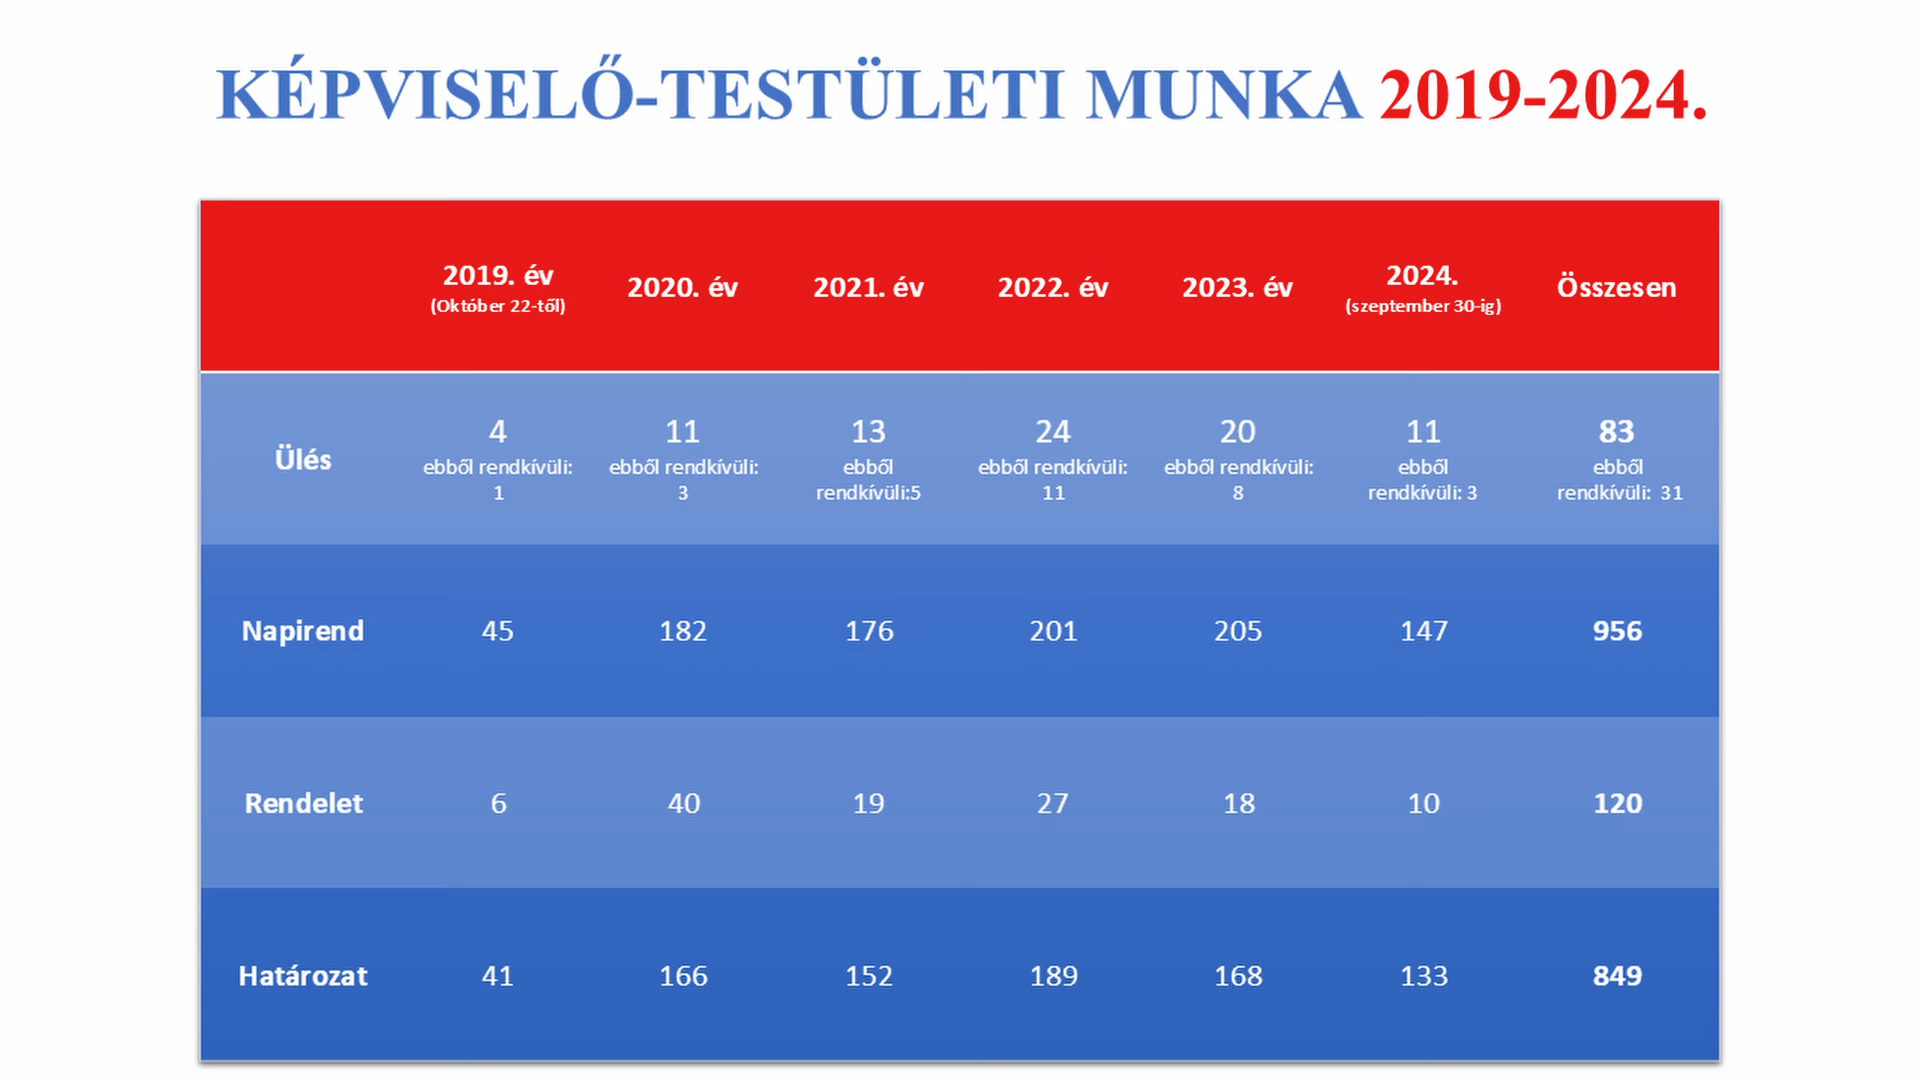 KÉPVISELŐ-TESTÜLETI MUNKA 2019-2024.
2019. év
(Október 22-től)
2020. év
2021. év
2022. év
2023. év
2024.
(szeptember 30-ig)
Összesen
Ülés
4
ebből rendkívüli:
1
11
ebből rendkívüli:
3
13
ebből
rendkívüli:5
24
ebből rendkívüli:
11
20
ebből rendkívüli:
8
11
ebből
rendkívüli: 3
83
ebből
rendkívüli: 31
Napirend
45
182
176
201
205
147
956
Rendelet
6
40
19
27
18
10
120
Határozat
41
166
152
189
168
133
849